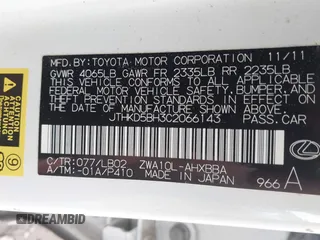 MFD. BY: TOYOTA MOTOR CORPORATION 11/11
GVWR 4065LB GAWR FR 2335LB RR 2235LB
THIS VEHICLE CONFORMS TO ALL APPLICABLE
FEDERAL MOTOR VEHICLE SAFETY, BUMPER, AND
THEFT PREVENTION STANDARDS IN EFFECT ON
THE DATE OF MANUFACTURE SHOWN ABOVE.
JTHKD5BH3C2066143 PASS.CAR
C/TR:077/LB02 ZWA10L-AHXBBA
A/TM:-01A/P410 MADE IN JAPAN
966 A
DREAMBID.COM